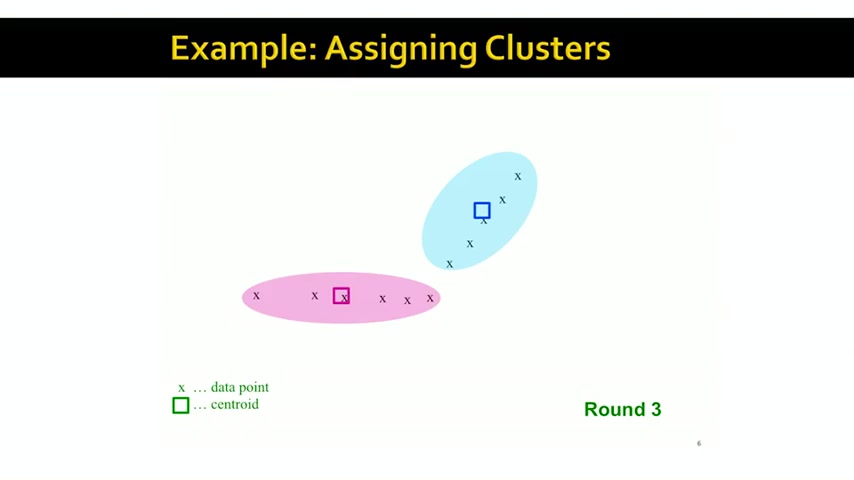 Example: Assigning Clusters
x
x
x
x
x
x x x x x x
x … data point
… centroid
Round 3
6